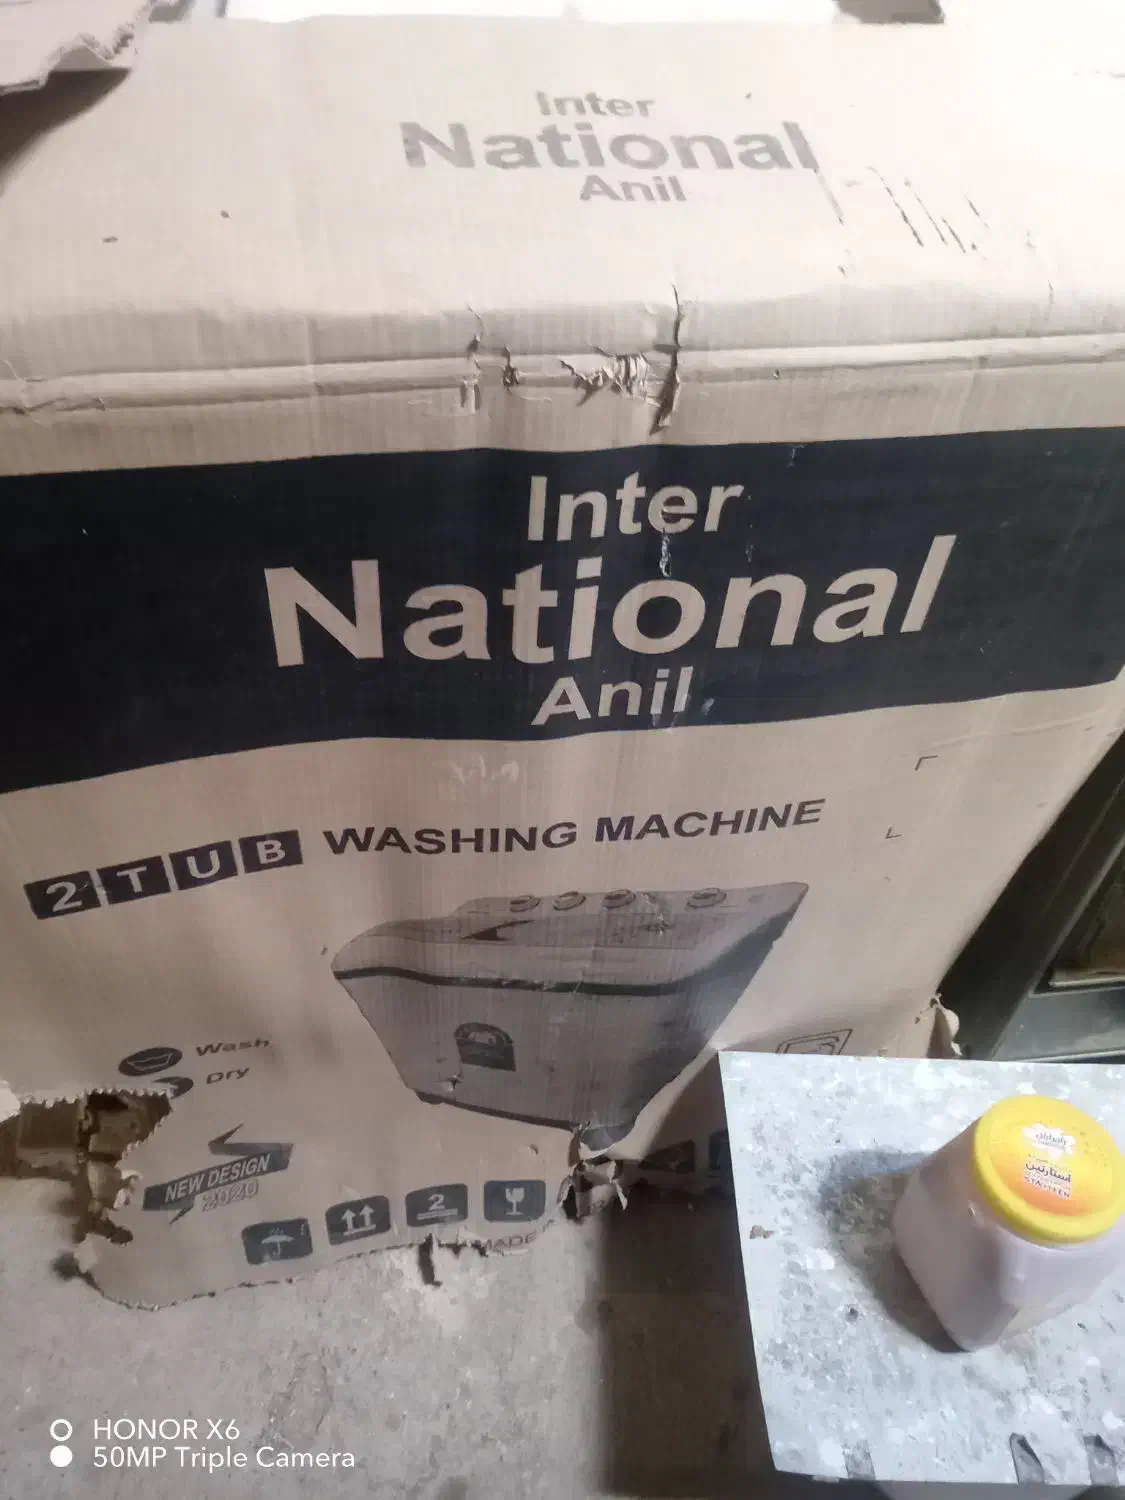 Inter
National
Anil
Inter
National
Anil
2 TUB WASHING MACHINE
Wash
Dry
NEW DESIGN
2020
2
MADE
استارتين
HONOR X6
50MP Triple Camera